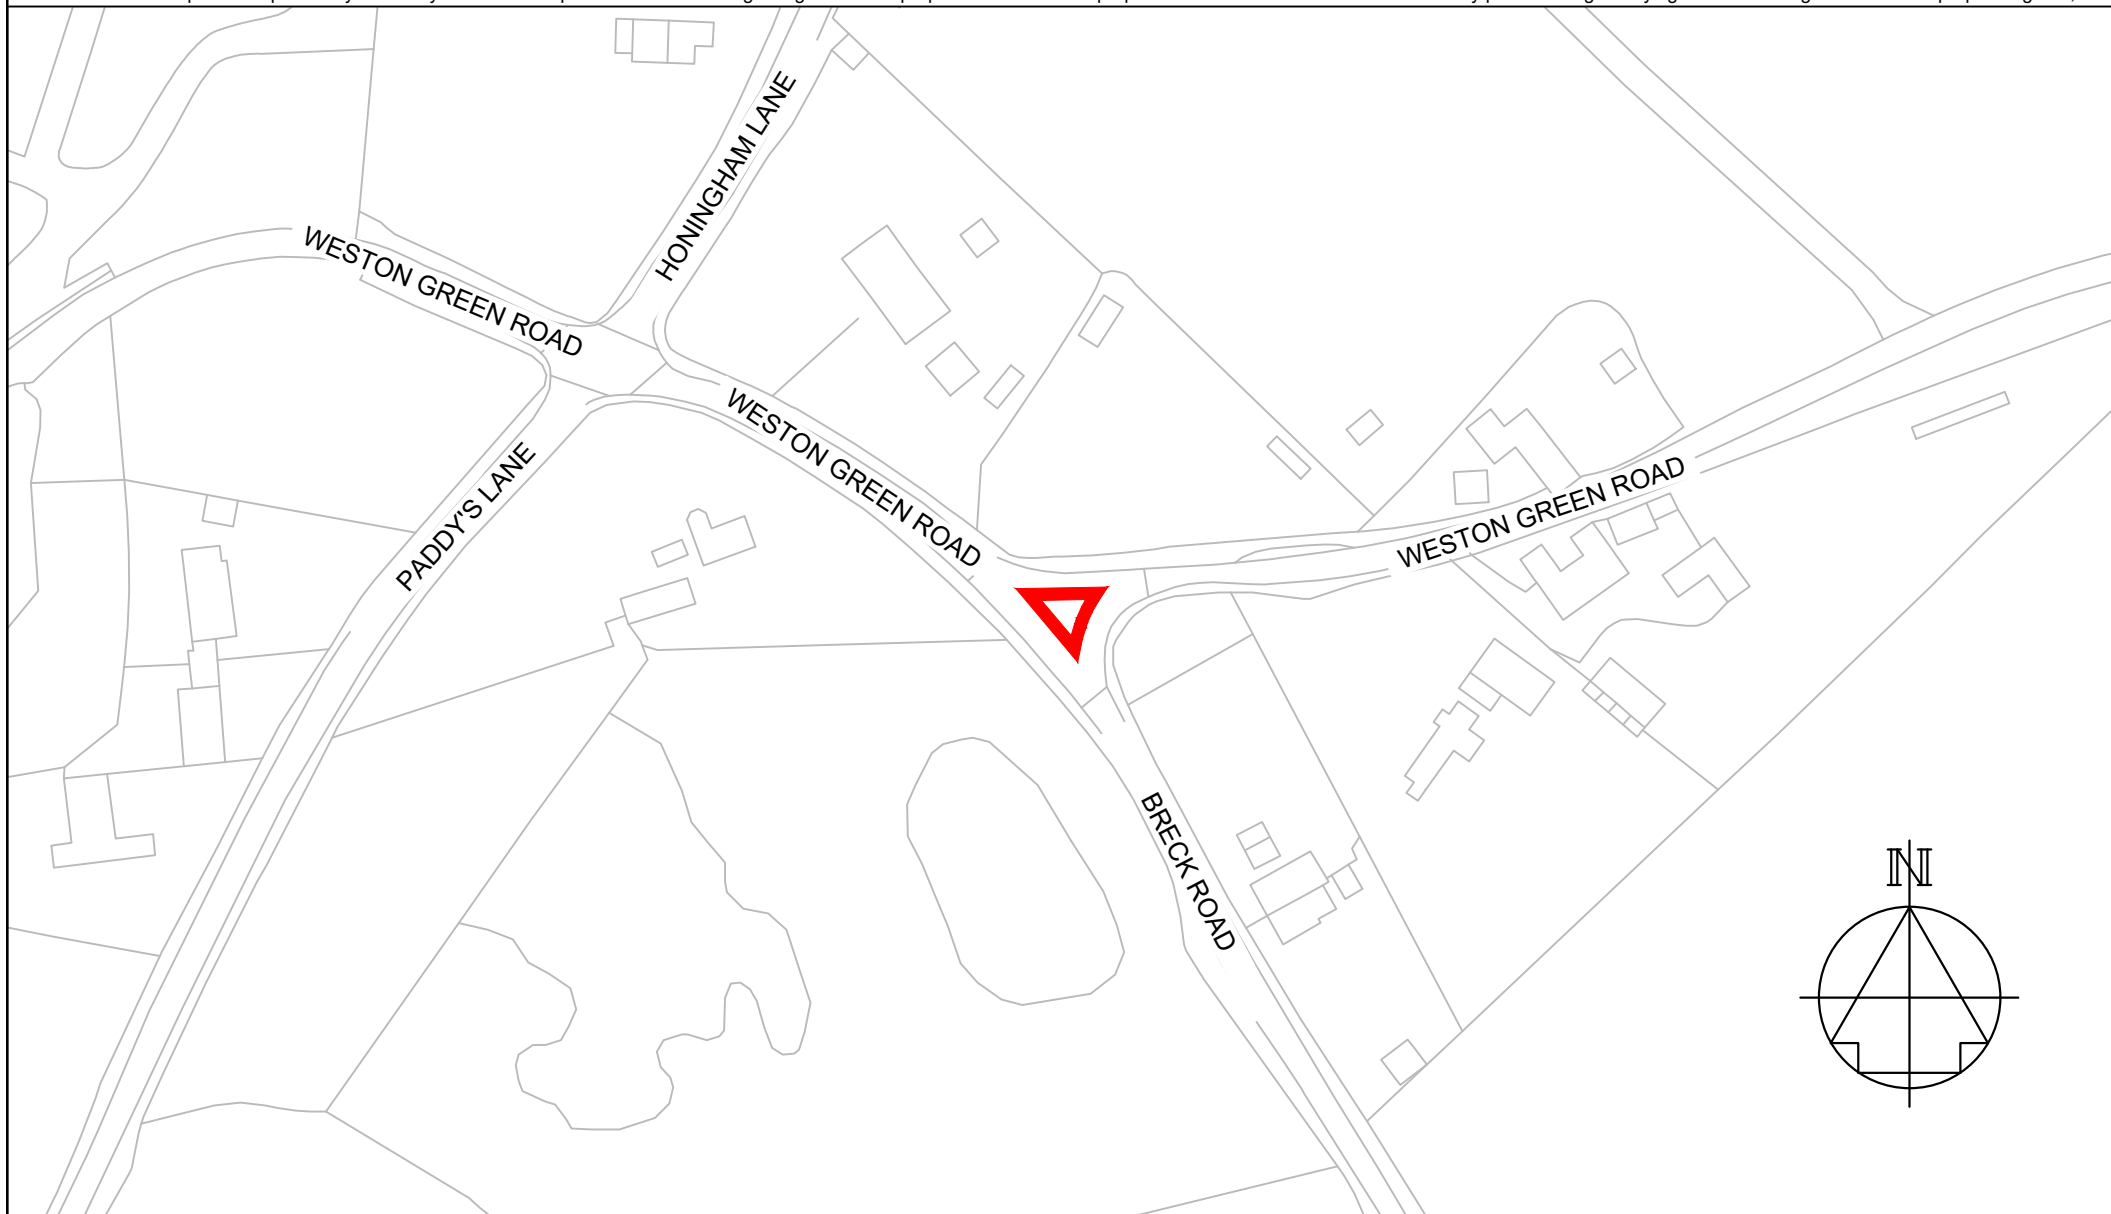 HONINGHAM LANE
WESTON GREEN ROAD
WESTON GREEN ROAD
PADDY'S LANE
WESTON GREEN ROAD
BRECK ROAD
N